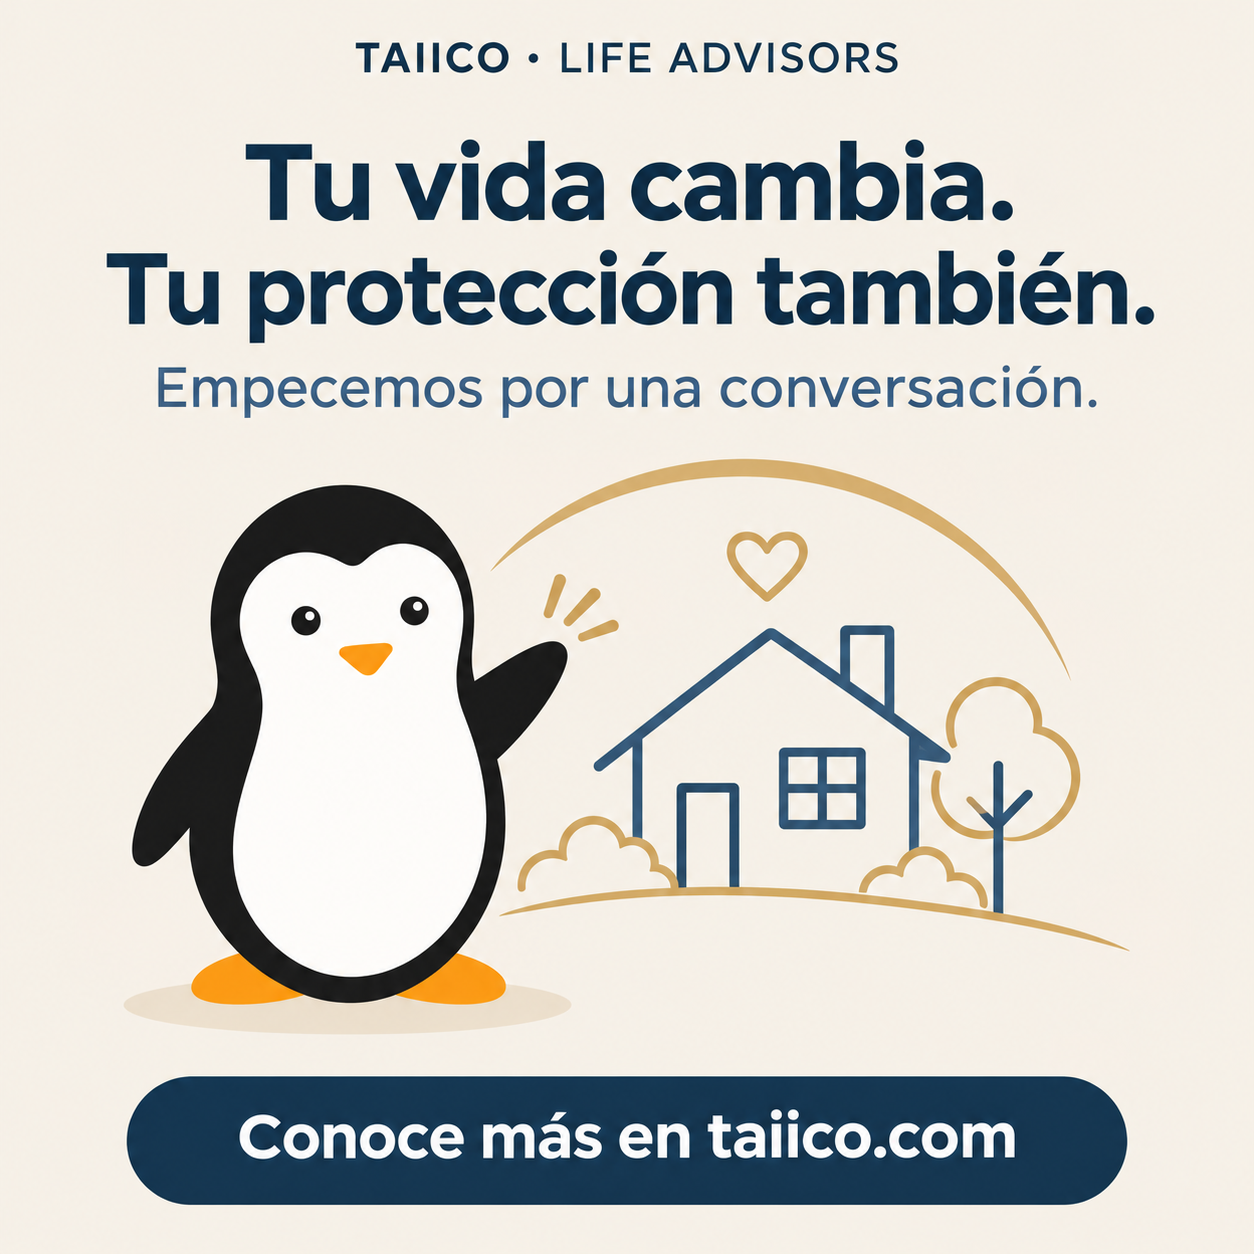 TAIICO • LIFE ADVISORS
Tu vida cambia.
Tu protección también.
Empecemos por una conversación.
Conoce más en taiico.com